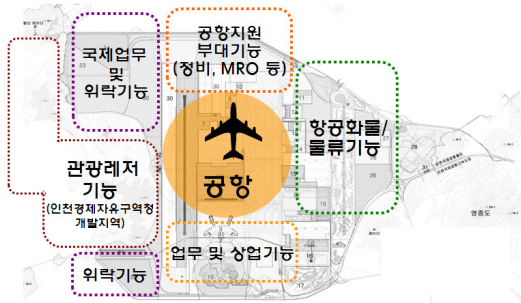 국제업무
및
위락기능
공항지원
부대기능
(정비, MRO 등)
항공화물/
물류기능
관광레저
기능
(인천경제자유구역청
개발지역)
공항
업무 및 상업기능
위락기능
영종도